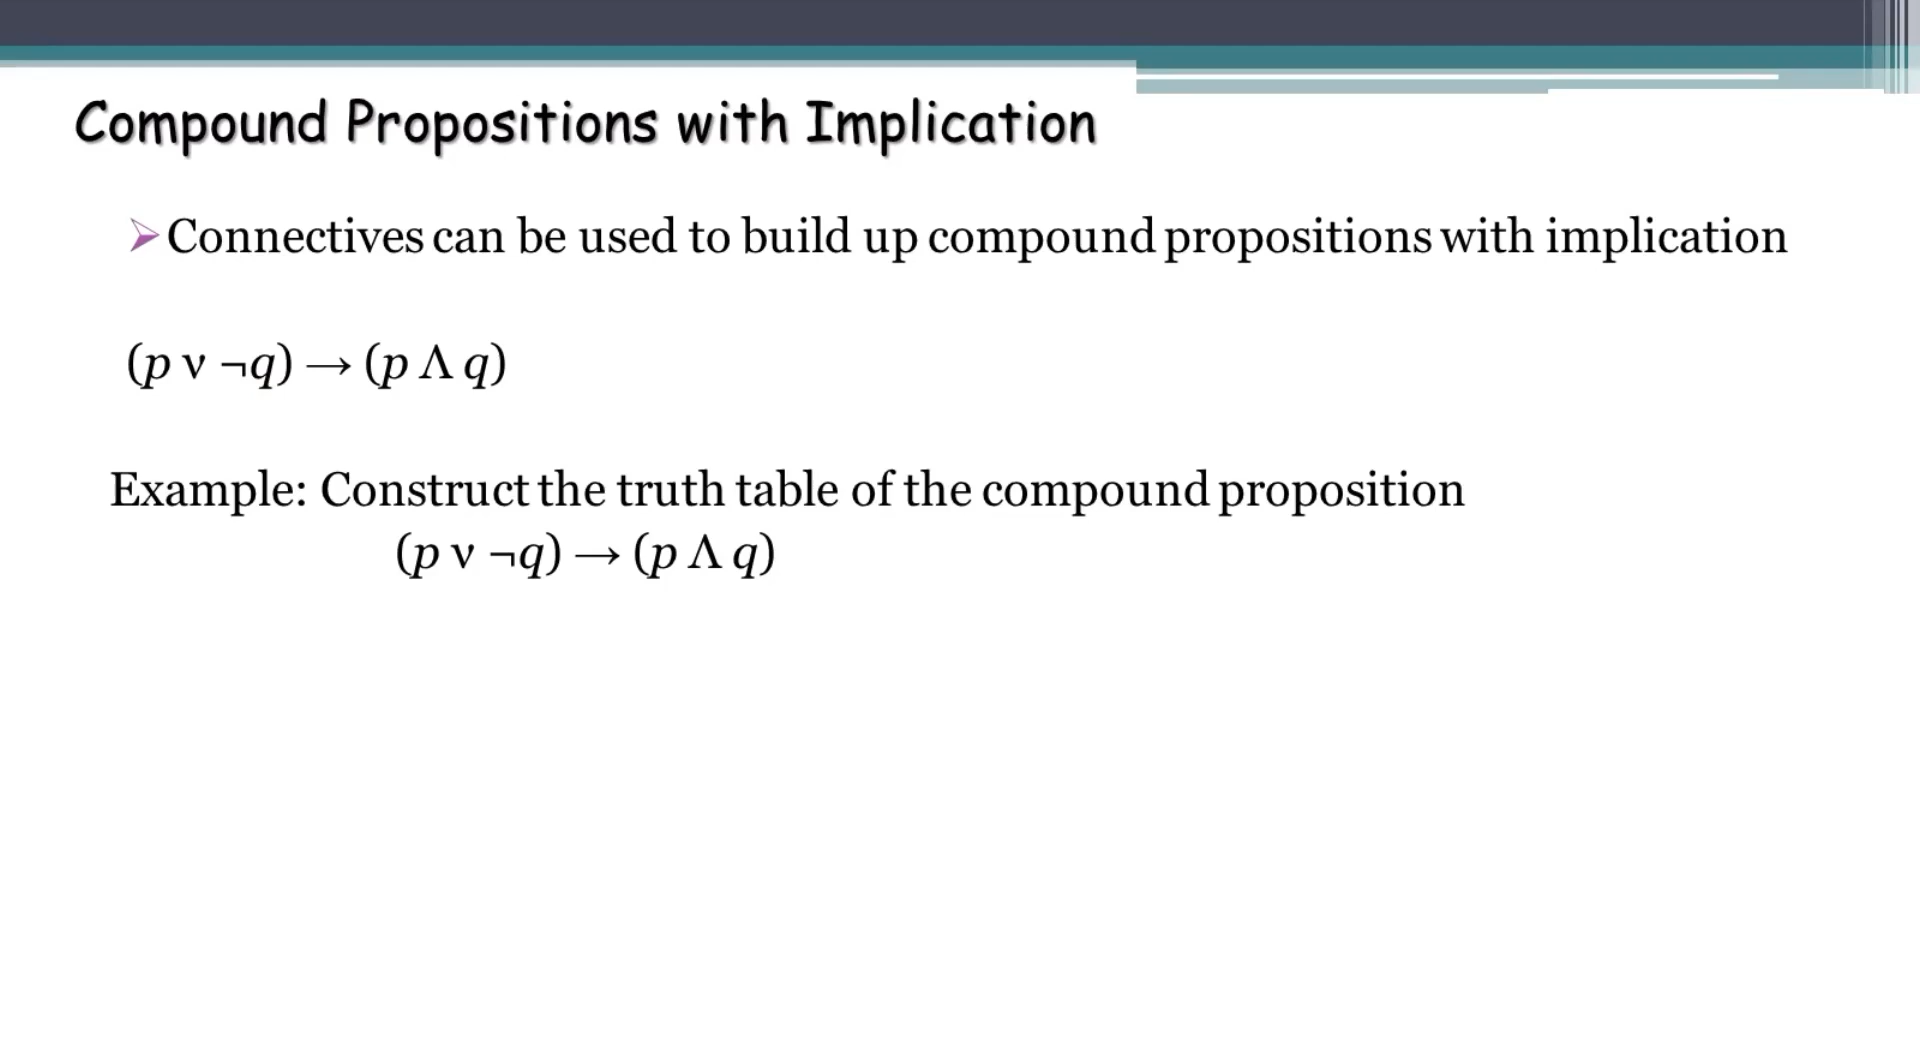 Compound Propositions with Implication
Connectives can be used to build up compound propositions with implication
(p ν ¬q) → (p Λ q)
Example: Construct the truth table of the compound proposition
(p ν ¬q) → (p Λ q)